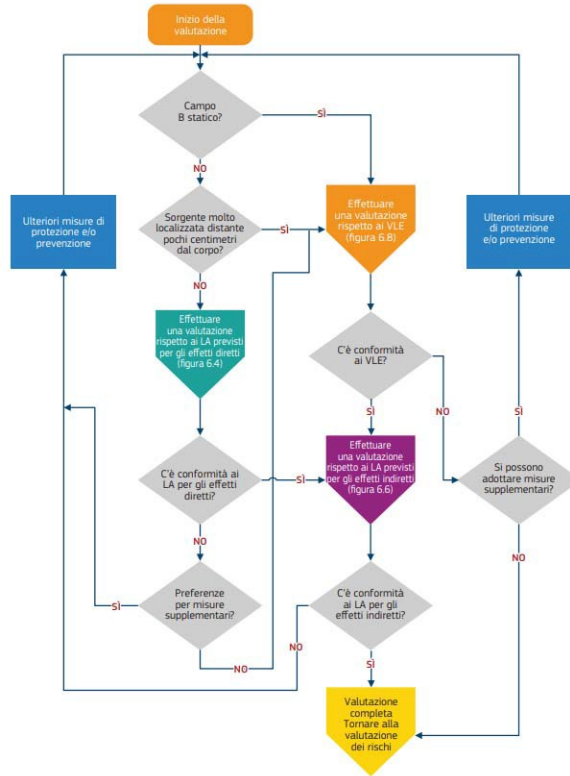 Inizio della
valutazione
Campo
B statico?
SÌ
NO
Ulteriori misure di
protezione e/o
prevenzione
Sorgente molto
localizzata distante
pochi centimetri
dal corpo?
SÌ
Effettuare
una valutazione
rispetto ai VLE
(figura 6.8)
Ulteriori misure
di protezione
e/o prevenzione
NO
Effettuare
una valutazione
rispetto ai LA previsti
per gli effetti diretti
(figura 6.4)
C'è conformità
ai VLE?
SÌ
NO
SÌ
C'è conformità ai
LA per gli effetti
diretti?
SÌ
Effettuare
una valutazione
rispetto ai LA previsti
per gli effetti indiretti
(figura 6.6)
Si possono
adottare misure
supplementari?
NO
NO
Preferenze
per misure
supplementari?
SÌ
NO
C'è conformità
ai LA per gli
effetti indiretti?
NO
SÌ
Valutazione
completa
Tornare alla
valutazione
dei rischi